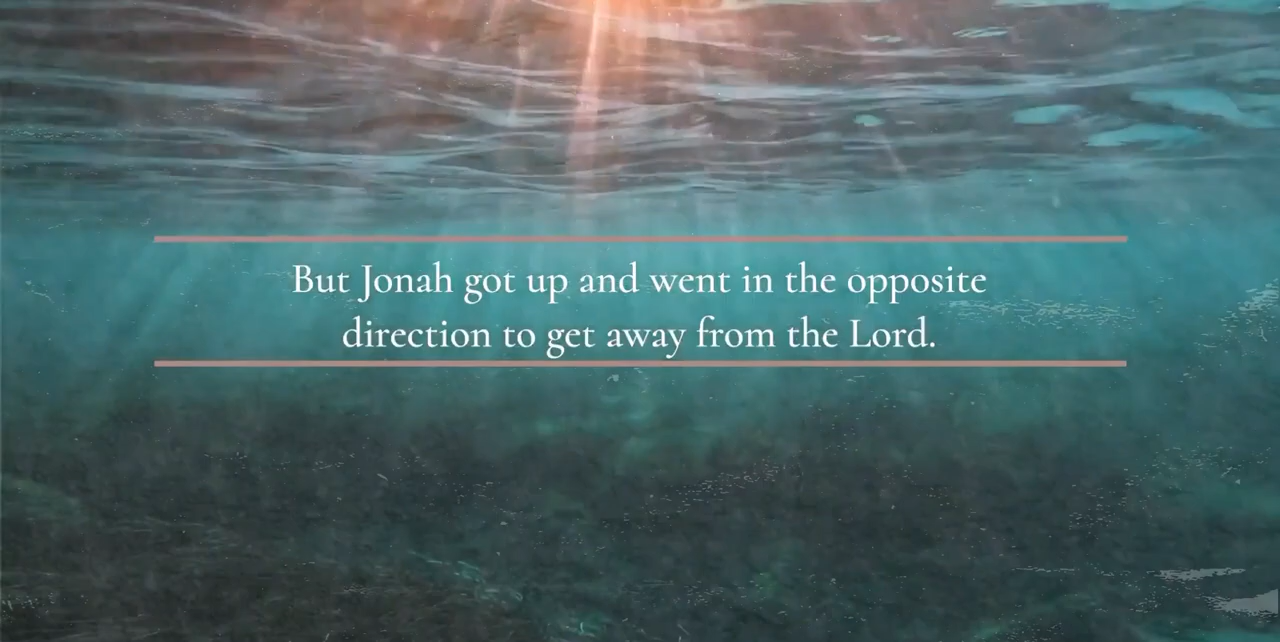 But Jonah got up and went in the opposite
direction to get away from the Lord.